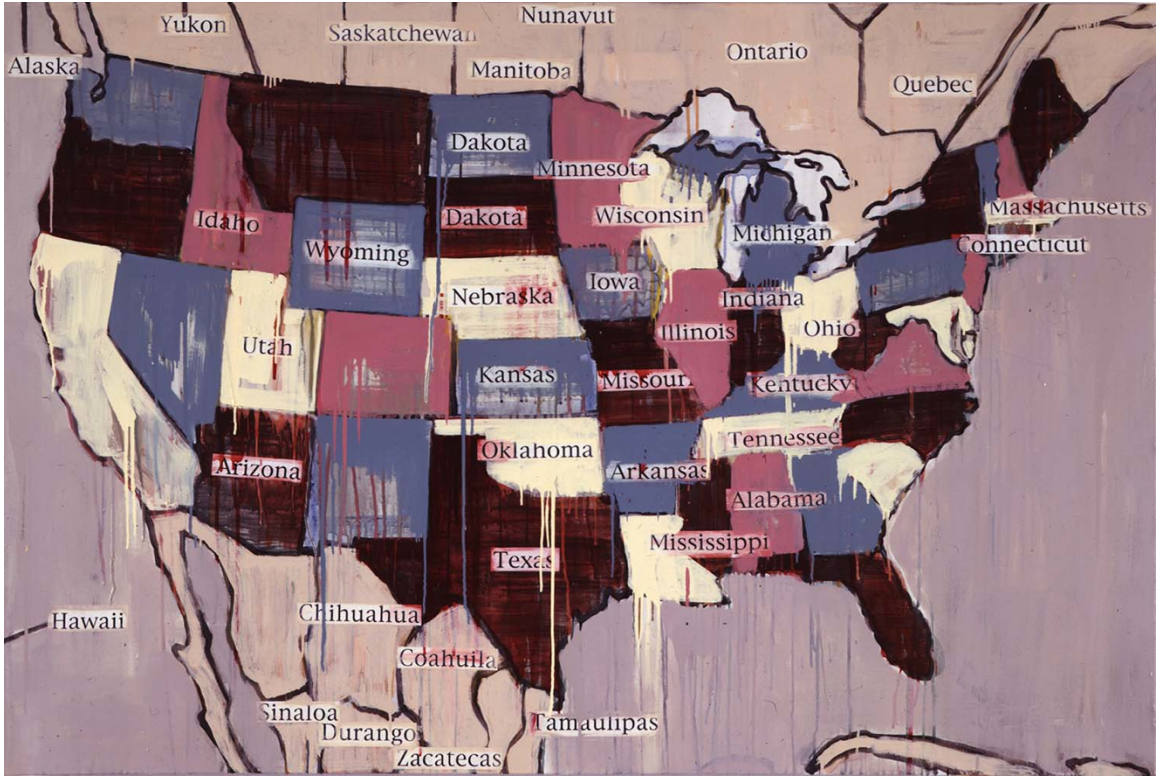 Nunavut
Yukon
Saskatchewan
Ontario
Alaska
Manitoba
Quebec
Dakota
Minnesota
Massachusetts
Idaho
Dakota
Wisconsin
Wyoming
Michigan
Connecticut
Iowa
Nebraska
Indiana
Utah
Illinois
Ohio
Kansas
Missouri
Kentucky
Arizona
Oklahoma
Tennessee
Arkansas
Alabama
Texas
Mississippi
Hawaii
Chihuahua
Coahuila
Sinaloa
Durango
Tamaulipas
Zacatecas